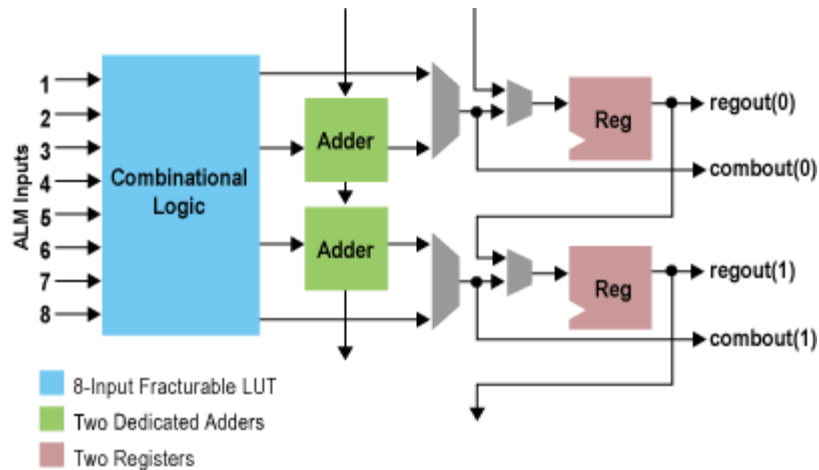 ALM Inputs
1
2
3
4
5
6
7
8
Combinational
Logic
Adder
Adder
Reg
Reg
regout(0)
combout(0)
regout(1)
combout(1)
8-Input Fracturable LUT
Two Dedicated Adders
Two Registers